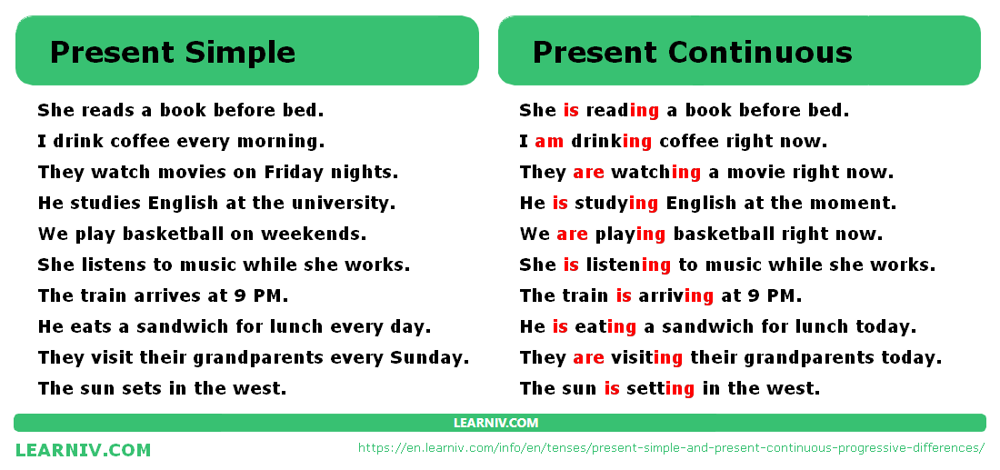 Present Simple
She reads a book before bed.
I drink coffee every morning.
They watch movies on Friday nights.
He studies English at the university.
We play basketball on weekends.
She listens to music while she works.
The train arrives at 9 PM.
He eats a sandwich for lunch every day.
They visit their grandparents every Sunday.
The sun sets in the west.
Present Continuous
She is reading a book before bed.
I am drinking coffee right now.
They are watching a movie right now.
He is studying English at the moment.
We are playing basketball right now.
She is listening to music while she works.
The train is arriving at 9 PM.
He is eating a sandwich for lunch today.
They are visiting their grandparents today.
The sun is setting in the west.
LEARNIV.COM
LEARNIV.COM
https://en.learniv.com/info/en/tenses/present-simple-and-present-continuous-progressive-differences/